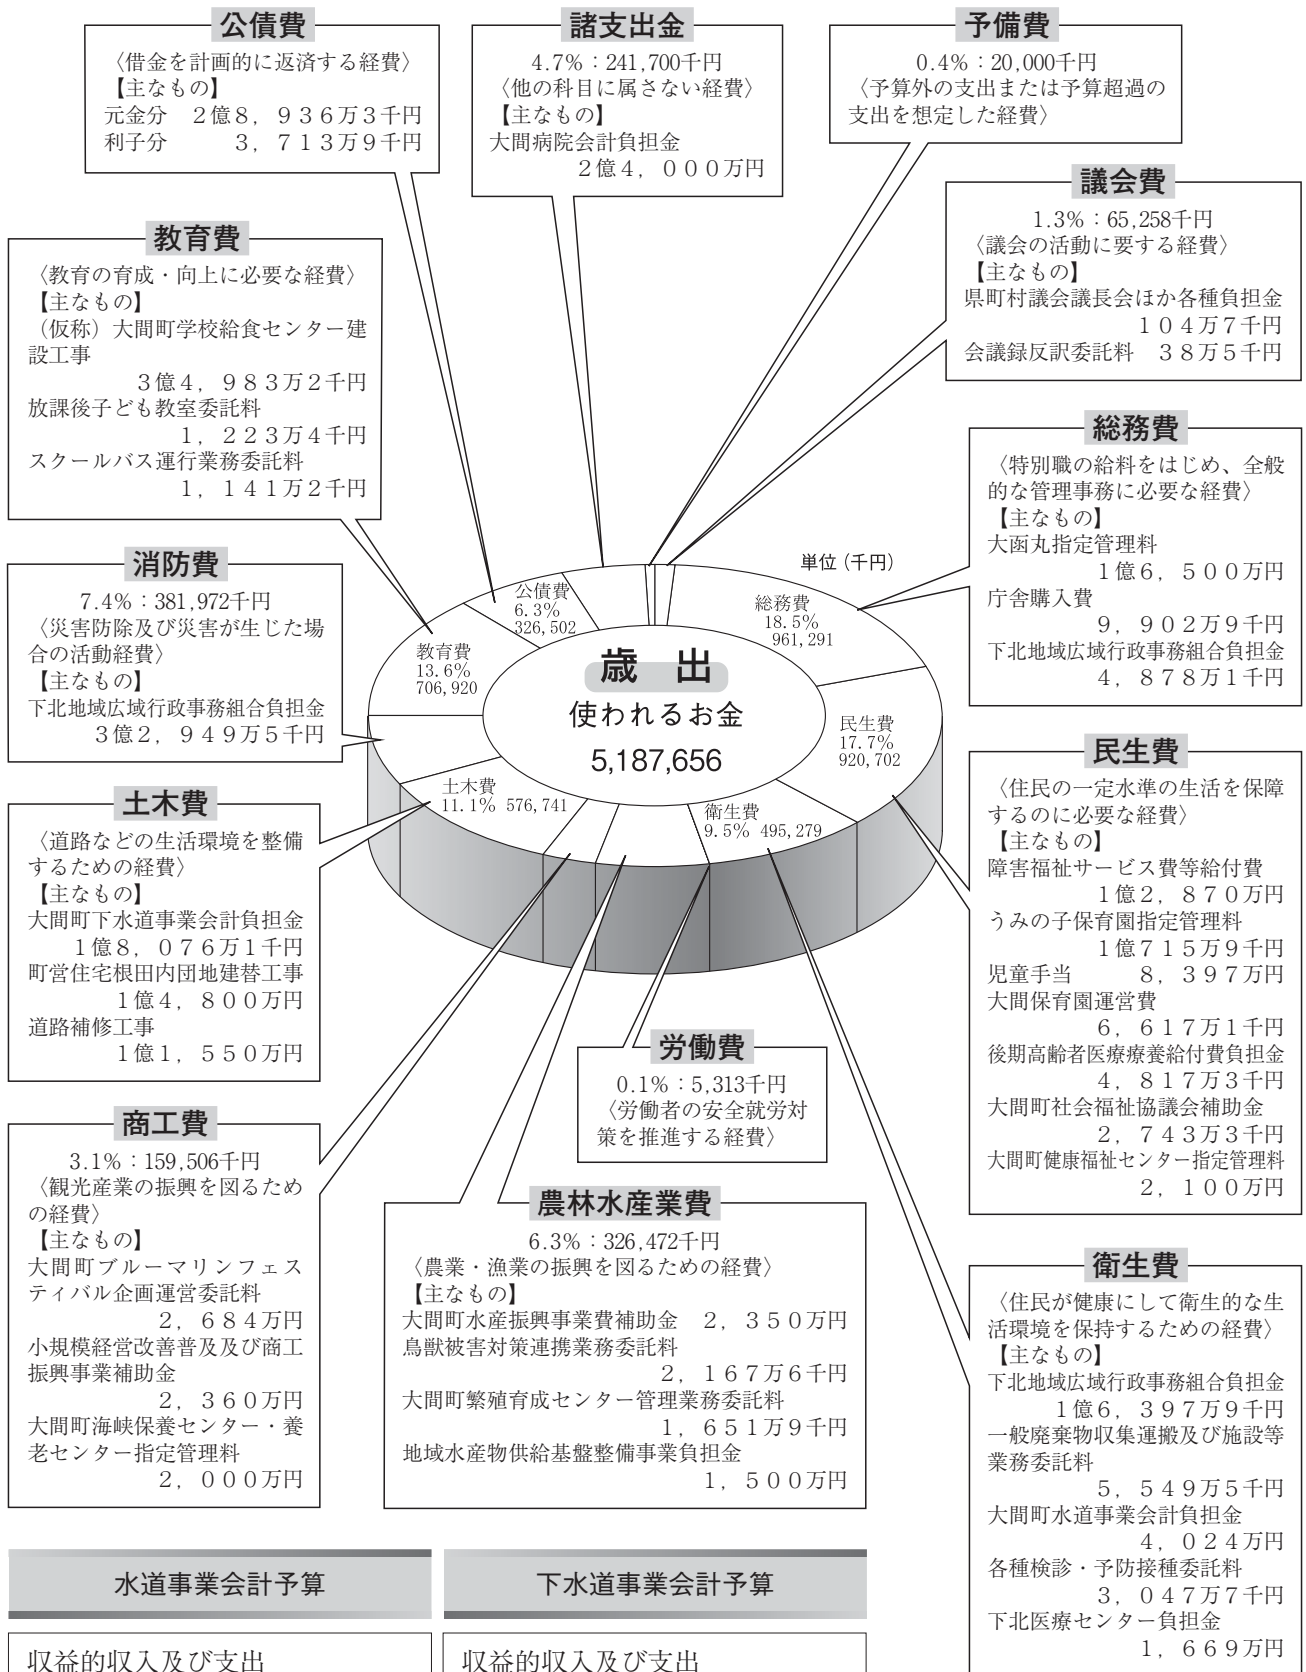 公債費
〈借金を計画的に返済する経費〉
【主なもの】
元金分　２億８，９３６万３千円
利子分　３，７１３万９千円
諸支出金
4.7%：241,700千円
〈他の科目に属さない経費〉
【主なもの】
大間病院会計負担金
２億４，０００万円
予備費
0.4%：20,000千円
〈予算外の支出または予算超過の
支出を想定した経費〉
議会費
1.3%：65,258千円
〈議会の活動に要する経費〉
【主なもの】
県町村議会議長会ほか各種負担金
１０４万７千円
会議録反訳委託料　３８万５千円
教育費
〈教育の育成・向上に必要な経費〉
【主なもの】
（仮称）大間町学校給食センター建
設工事
３億４，９８３万２千円
放課後子ども教室委託料
１，２２３万４千円
スクールバス運行業務委託料
１，１４１万２千円
総務費
〈特別職の給料をはじめ、全般
的な管理事務に必要な経費〉
【主なもの】
大函丸指定管理料
１億６，５００万円
庁舎購入費
９，９０２万９千円
下北地域広域行政事務組合負担金
４，８７８万１千円
消防費
7.4%：381,972千円
〈災害防除及び災害が生じた場
合の活動経費〉
【主なもの】
下北地域広域行政事務組合負担金
３億２，９４９万５千円
単位（千円）
公債費
6.3%
326,502
総務費
18.5%
961,291
教育費
13.6%
706,920
歳　出
使われるお金
5,187,656
民生費
17.7%
920,702
土木費
11.1% 576,741
衛生費
9.5% 495,279
土木費
〈道路などの生活環境を整備
するための経費〉
【主なもの】
大間町下水道事業会計負担金
１億８，０７６万１千円
町営住宅根田内団地建替工事
１億４，８００万円
道路補修工事
１億１，５５０万円
民生費
〈住民の一定水準の生活を保障
するのに必要な経費〉
【主なもの】
障害福祉サービス費等給付費
１億２，８７０万円
うみの子保育園指定管理料
１億７１５万９千円
児童手当　８，３９７万円
大間保育園運営費
６，６１７万１千円
後期高齢者医療療養給付費負担金
４，８１７万３千円
大間町社会福祉協議会補助金
２，７４３万３千円
大間町健康福祉センター指定管理料
２，１００万円
労働費
0.1%：5,313千円
〈労働者の安全就労対
策を推進する経費〉
商工費
3.1%：159,506千円
〈観光産業の振興を図るため
の経費〉
【主なもの】
大間町ブルーマリンフェス
ティバル企画運営委託料
２，６８４万円
小規模経営改善普及及び商工
振興事業補助金
２，３６０万円
大間町海峡保養センター・養
老センター指定管理料
２，０００万円
農林水産業費
6.3%：326,472千円
〈農業・漁業の振興を図るための経費〉
【主なもの】
大間町水産振興事業費補助金　２，３５０万円
鳥獣被害対策連携業務委託料
２，１６７万６千円
大間町繁殖育成センター管理業務委託料
１，６５１万９千円
地域水産物供給基盤整備事業負担金
１，５００万円
衛生費
〈住民が健康にして衛生的な生
活環境を保持するための経費〉
【主なもの】
下北地域広域行政事務組合負担金
１億６，３９７万９千円
一般廃棄物収集運搬及び施設等
業務委託料
５，５４９万５千円
大間町水道事業会計負担金
４，０２４万円
各種検診・予防接種委託料
３，０４７万７千円
下北医療センター負担金
１，６６９万円
水道事業会計予算
収益的収入及び支出
下水道事業会計予算
収益的収入及び支出